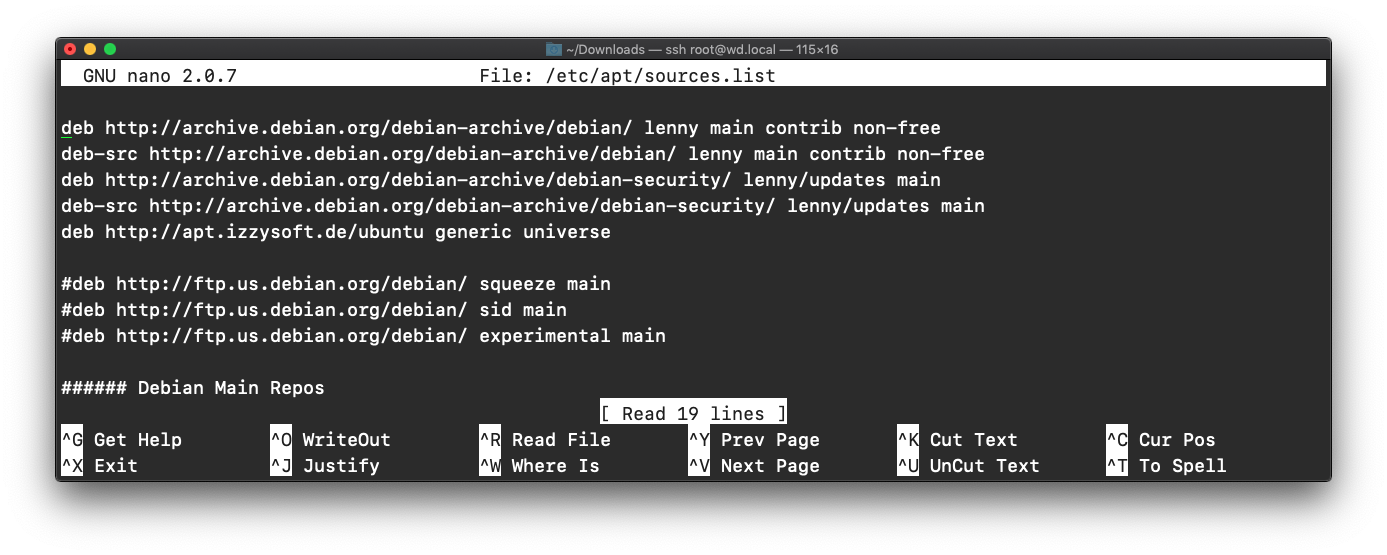 ~/Downloads — ssh root@wd.local — 115×16
GNU nano 2.0.7 File: /etc/apt/sources.list
deb http://archive.debian.org/debian-archive/debian/ lenny main contrib non-free
deb-src http://archive.debian.org/debian-archive/debian/ lenny main contrib non-free
deb http://archive.debian.org/debian-archive/debian-security/ lenny/updates main
deb-src http://archive.debian.org/debian-archive/debian-security/ lenny/updates main
deb http://apt.izzysoft.de/ubuntu generic universe
#deb http://ftp.us.debian.org/debian/ squeeze main
#deb http://ftp.us.debian.org/debian/ sid main
#deb http://ftp.us.debian.org/debian/ experimental main
###### Debian Main Repos
[ Read 19 lines ]
^G Get Help ^O WriteOut ^R Read File ^Y Prev Page ^K Cut Text ^C Cur Pos
^X Exit ^J Justify ^W Where Is ^V Next Page ^U UnCut Text ^T To Spell